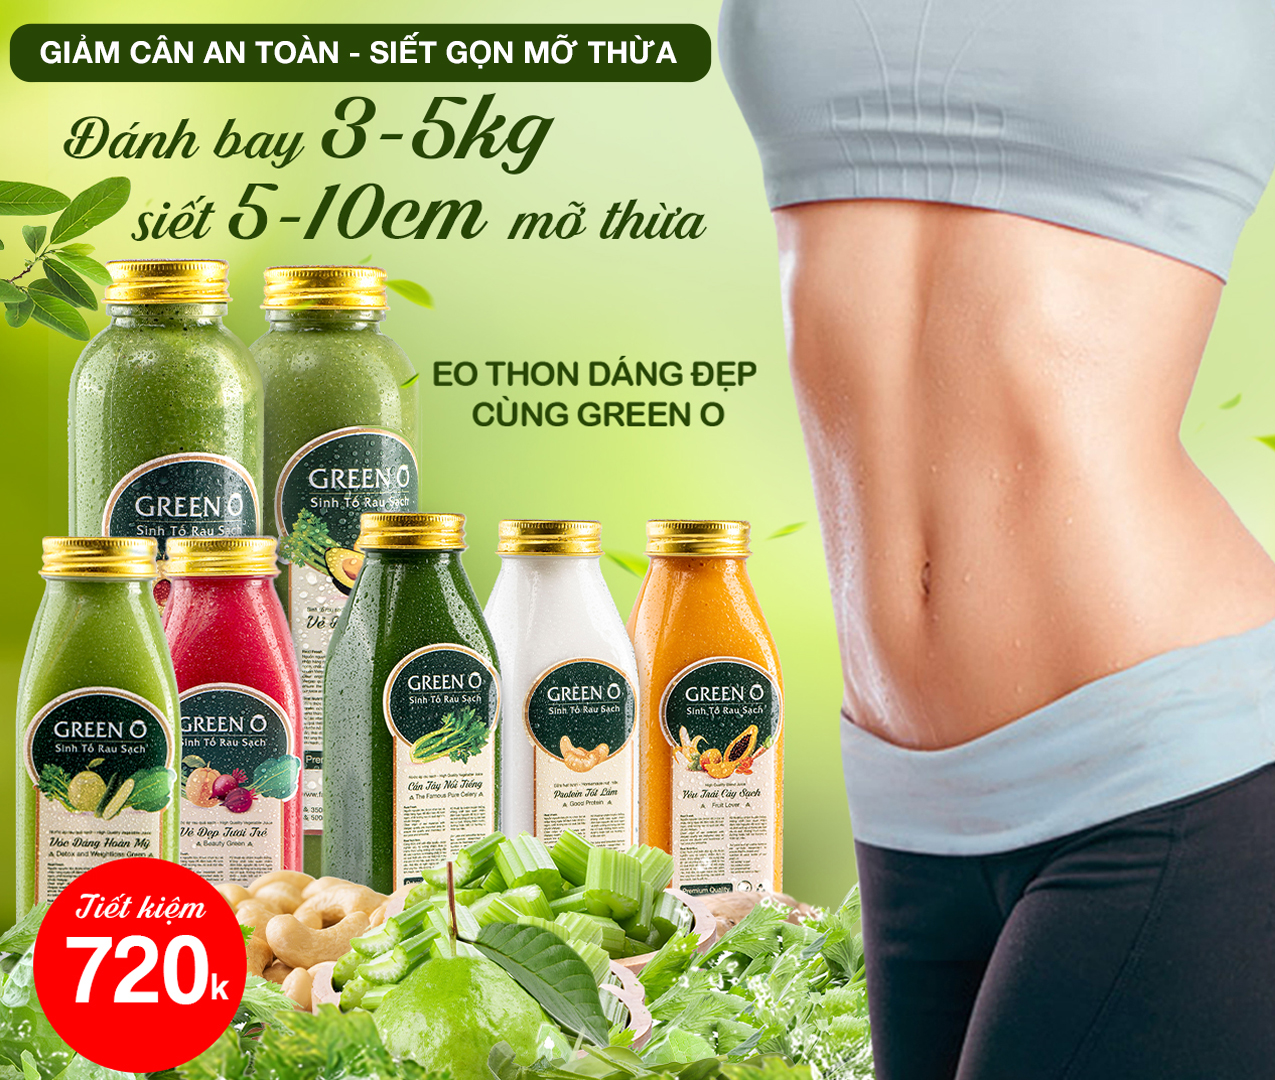 GIẢM CÂN AN TOÀN - SIẾT GỌN MỠ THỪA
Đánh bay 3-5kg
siết 5-10cm mỡ thừa
EO THON DÁNG ĐẸP
CÙNG GREEN O
GREEN O
Sinh Tố Rau Sạch
GREEN O
Sinh Tố Rau Sạch
GREEN O
Sinh Tố Rau Sạch
Vóc Dáng Hoàn Mỹ
Detox and Weightloss Green
GREEN O
Sinh Tố Rau Sạch
Vẻ Đẹp Tươi Trẻ
Beauty Green
GREEN O
Sinh Tố Rau Sạch
Cần Tây Nổi Tiếng
The Famous Pure Celery
GREEN O
Sinh Tố Rau Sạch
Protein Tốt Lắm
Good Protein
GREEN O
Sinh Tố Rau Sạch
High Quality Blend Juice
Yêu Trái Cây Sạch
Fruit Lover
Premium Quality
Tiết kiệm
720k